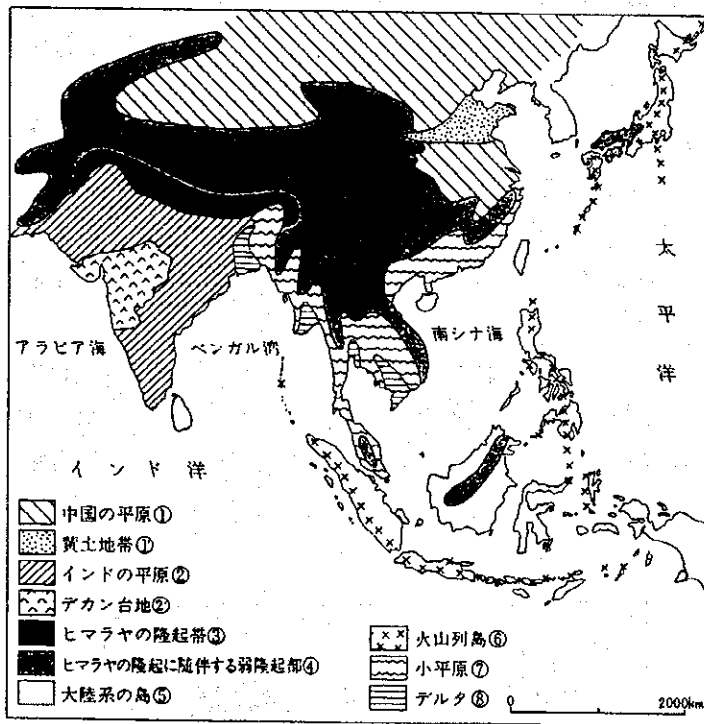 太平洋
南シナ海
アラビア海
ベンガル湾
インド洋
中国の平原①
黄土地帯①'
インドの平原②
デカン台地②'
ヒマラヤの隆起帯③
ヒマラヤの隆起に随伴する弱隆起部④
大陸系の島⑤
火山列島⑥
小平原⑦
デルタ⑧
0 2000km